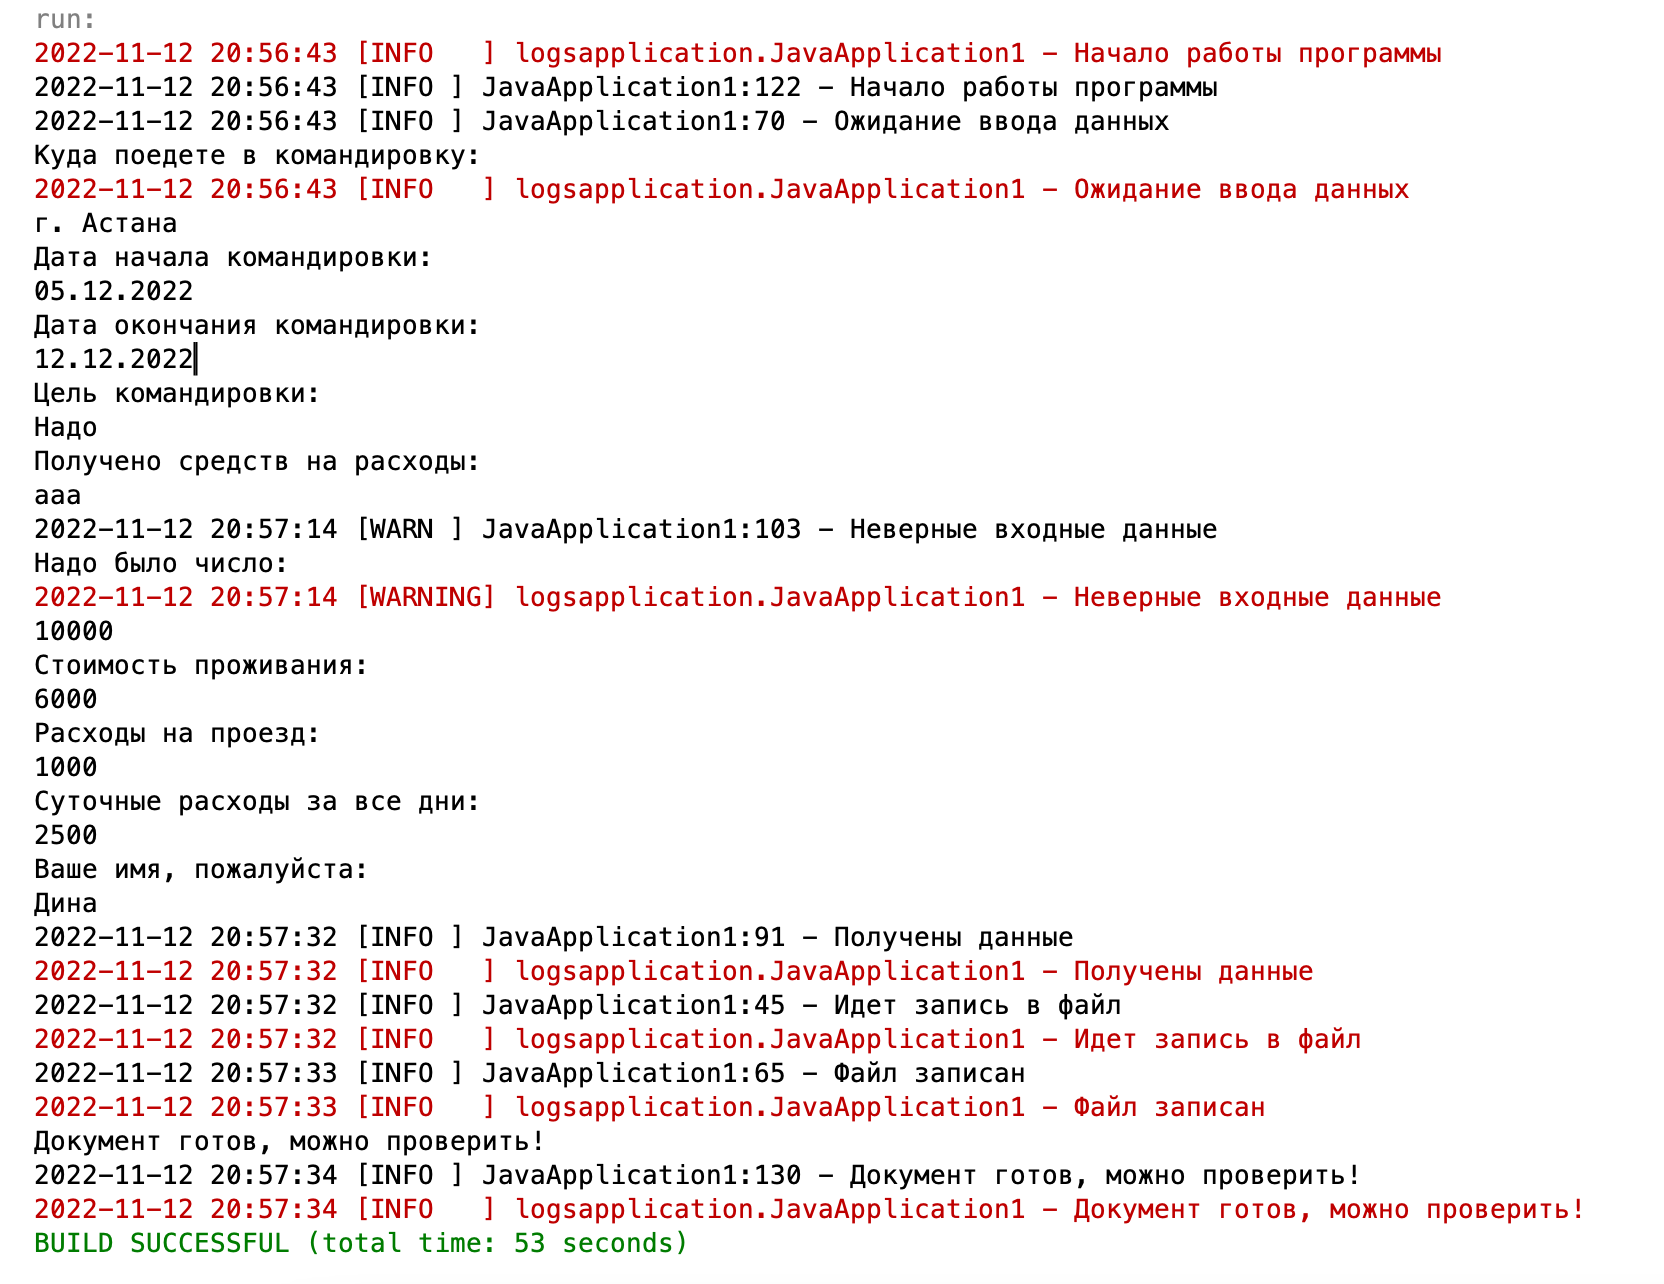 run:
2022-11-12 20:56:43 [INFO   ] logsapplication.JavaApplication1 - Начало работы программы
2022-11-12 20:56:43 [INFO ] JavaApplication1:122 - Начало работы программы
2022-11-12 20:56:43 [INFO ] JavaApplication1:70 - Ожидание ввода данных
Куда поедете в командировку:
2022-11-12 20:56:43 [INFO   ] logsapplication.JavaApplication1 - Ожидание ввода данных
г. Астана
Дата начала командировки:
05.12.2022
Дата окончания командировки:
12.12.2022
Цель командировки:
Надо
Получено средств на расходы:
ааа
2022-11-12 20:57:14 [WARN ] JavaApplication1:103 - Неверные входные данные
Надо было число:
2022-11-12 20:57:14 [WARNING] logsapplication.JavaApplication1 - Неверные входные данные
10000
Стоимость проживания:
6000
Расходы на проезд:
1000
Суточные расходы за все дни:
2500
Ваше имя, пожалуйста:
Дина
2022-11-12 20:57:32 [INFO ] JavaApplication1:91 - Получены данные
2022-11-12 20:57:32 [INFO   ] logsapplication.JavaApplication1 - Получены данные
2022-11-12 20:57:32 [INFO ] JavaApplication1:45 - Идет запись в файл
2022-11-12 20:57:32 [INFO   ] logsapplication.JavaApplication1 - Идет запись в файл
2022-11-12 20:57:33 [INFO ] JavaApplication1:65 - Файл записан
2022-11-12 20:57:33 [INFO   ] logsapplication.JavaApplication1 - Файл записан
Документ готов, можно проверить!
2022-11-12 20:57:34 [INFO ] JavaApplication1:130 - Документ готов, можно проверить!
2022-11-12 20:57:34 [INFO   ] logsapplication.JavaApplication1 - Документ готов, можно проверить!
BUILD SUCCESSFUL (total time: 53 seconds)